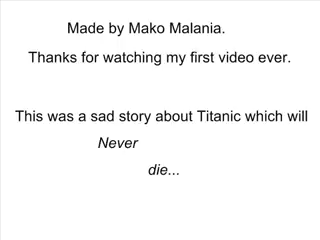 Made by Mako Malania.
Thanks for watching my first video ever.
This was a sad story about Titanic which will
Never
die...